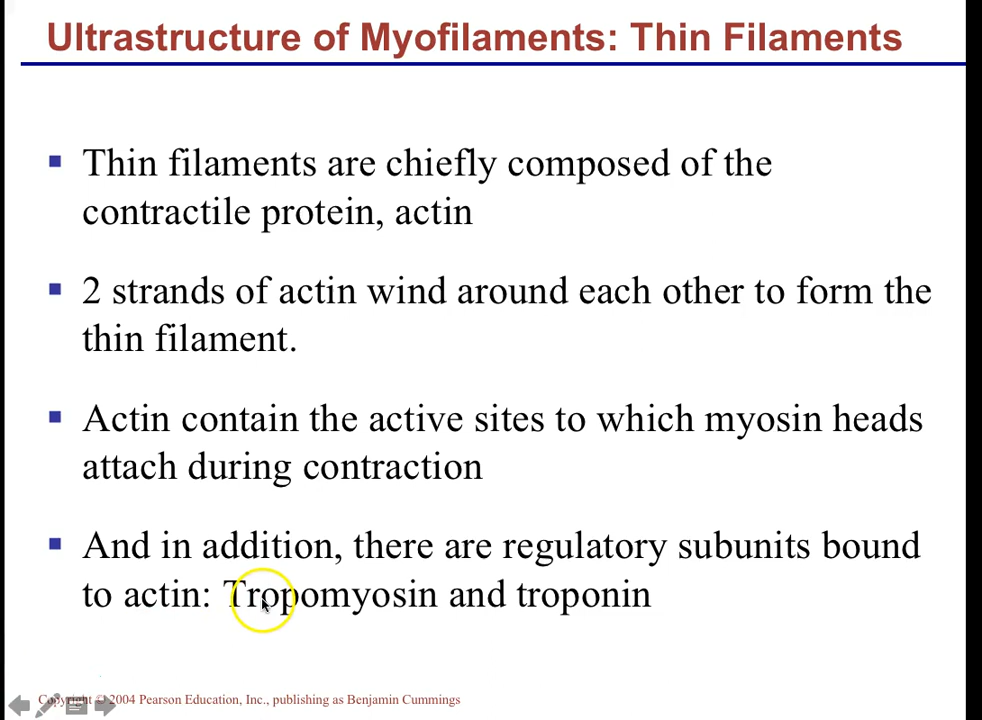 Ultrastructure of Myofilaments: Thin Filaments
Thin filaments are chiefly composed of the
contractile protein, actin
2 strands of actin wind around each other to form the
thin filament.
Actin contain the active sites to which myosin heads
attach during contraction
And in addition, there are regulatory subunits bound
to actin: Tropomyosin and troponin
Copyright © 2004 Pearson Education, Inc., publishing as Benjamin Cummings